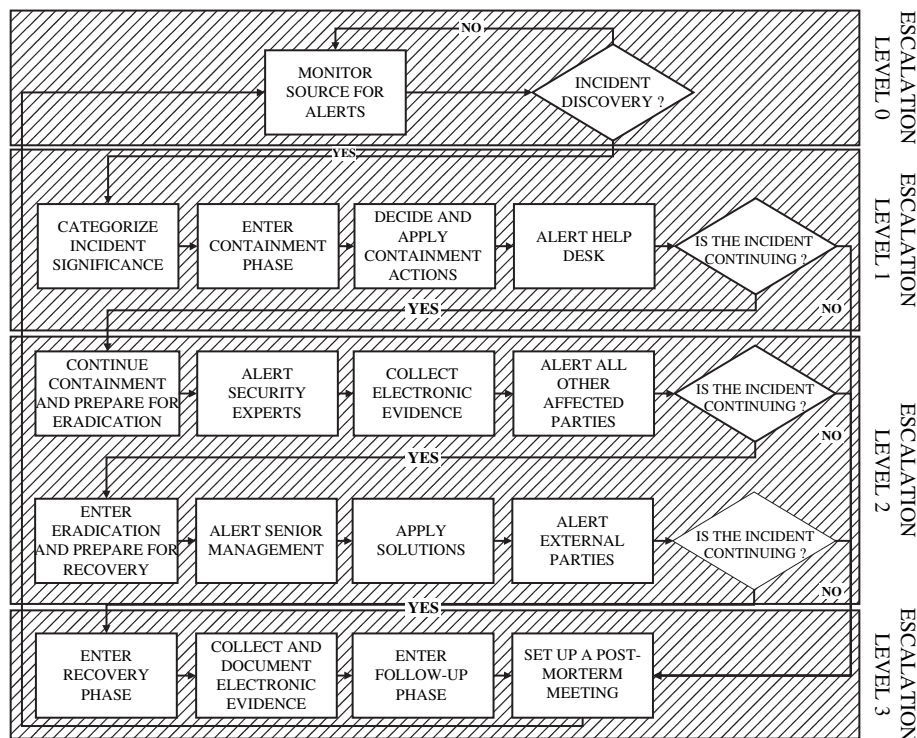 NO
MONITOR
SOURCE FOR
ALERTS
INCIDENT
DISCOVERY ?
ESCALATION
LEVEL 0
YES
CATEGORIZE
INCIDENT
SIGNIFICANCE
ENTER
CONTAINMENT
PHASE
DECIDE AND
APPLY
CONTAINMENT
ACTIONS
ALERT HELP
DESK
IS THE INCIDENT
CONTINUING ?
ESCALATION
LEVEL 1
YES
NO
CONTINUE
CONTAINMENT
AND PREPARE FOR
ERADICATION
ALERT
SECURITY
EXPERTS
COLLECT
ELECTRONIC
EVIDENCE
ALERT ALL
OTHER
AFFECTED
PARTIES
IS THE INCIDENT
CONTINUING ?
NO
YES
ESCALATION
LEVEL 2
ENTER
ERADICATION
AND PREPARE FOR
RECOVERY
ALERT SENIOR
MANAGEMENT
APPLY
SOLUTIONS
ALERT
EXTERNAL
PARTIES
IS THE INCIDENT
CONTINUING ?
NO
YES
ENTER
RECOVERY
PHASE
COLLECT AND
DOCUMENT
ELECTRONIC
EVIDENCE
ENTER
FOLLOW-UP
PHASE
SET UP A POST-
MORTERM
MEETING
ESCALATION
LEVEL 3